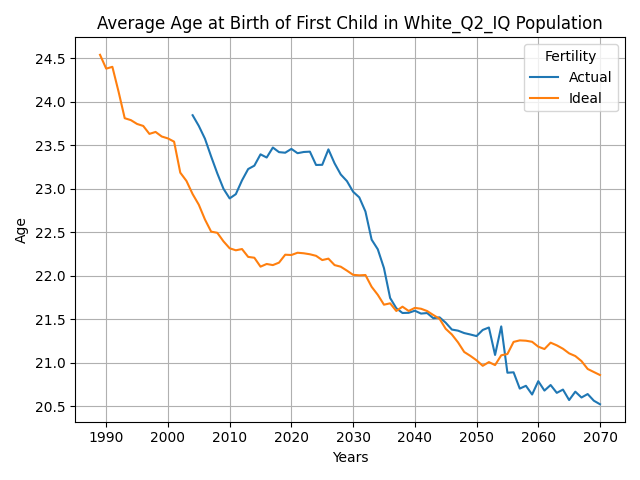 Average Age at Birth of First Child in White_Q2_IQ Population
Fertility
Actual
Ideal
Age
24.5
24.0
23.5
23.0
22.5
22.0
21.5
21.0
20.5
1990 2000 2010 2020 2030 2040 2050 2060 2070
Years